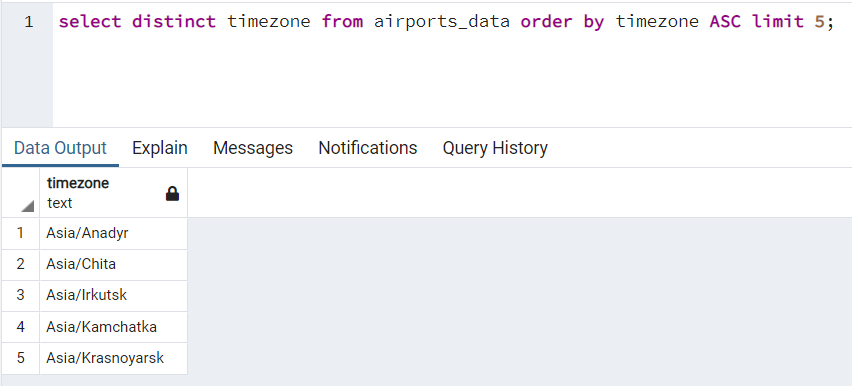 1 select distinct timezone from airports_data order by timezone ASC limit 5;
Data Output Explain Messages Notifications Query History
timezone
text
1 Asia/Anadyr
2 Asia/Chita
3 Asia/Irkutsk
4 Asia/Kamchatka
5 Asia/Krasnoyarsk